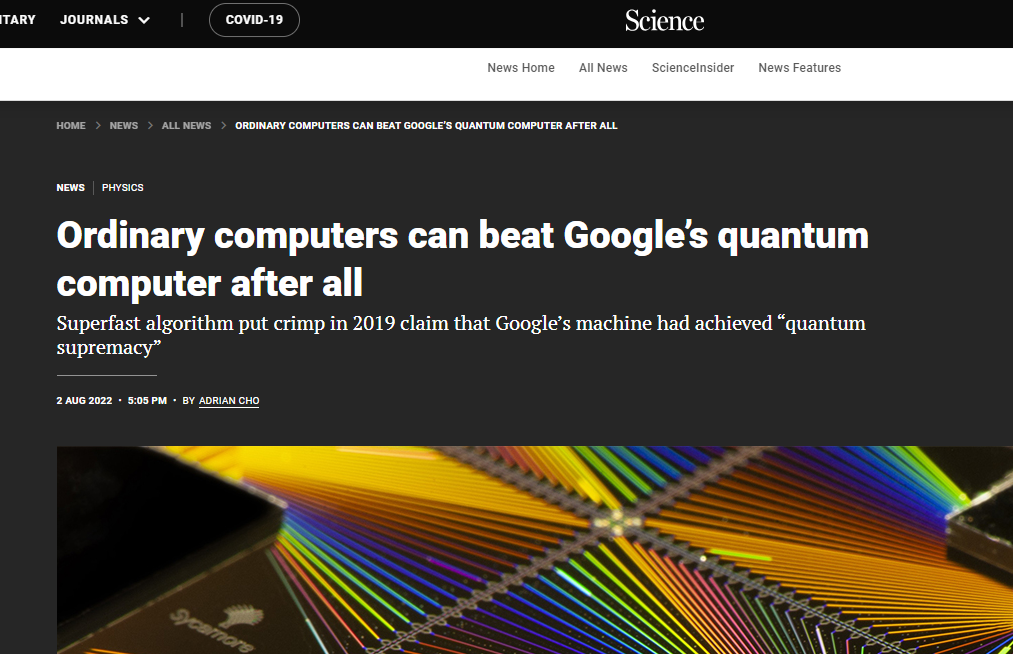 NTARY JOURNALS | COVID-19 Science
News Home All News ScienceInsider News Features
HOME > NEWS > ALL NEWS > ORDINARY COMPUTERS CAN BEAT GOOGLE'S QUANTUM COMPUTER AFTER ALL
NEWS | PHYSICS
Ordinary computers can beat Google’s quantum
computer after all
Superfast algorithm put crimp in 2019 claim that Google’s machine had achieved “quantum
supremacy”
2 AUG 2022 · 5:05 PM · BY ADRIAN CHO
Sycamore